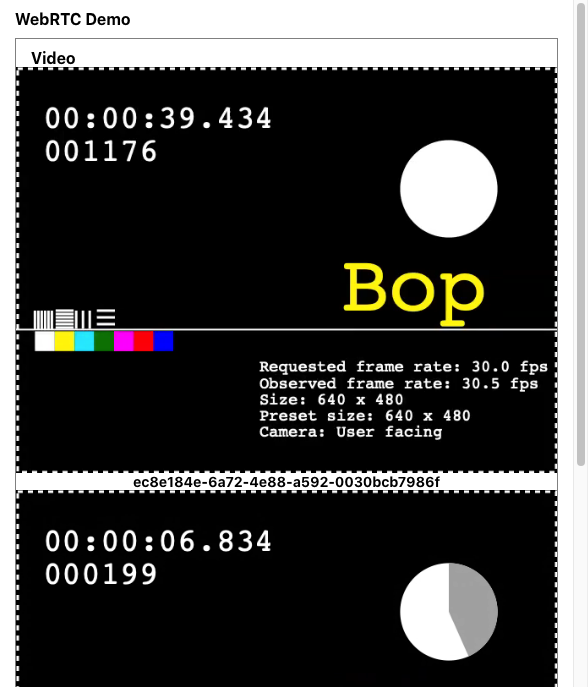 WebRTC Demo
Video
00:00:39.434
001176
Bop
Requested frame rate: 30.0 fps
Observed frame rate: 30.5 fps
Size: 640 x 480
Preset size: 640 x 480
Camera: User facing
ec8e184e-6a72-4e88-a592-0030bcb7986f
00:00:06.834
000199